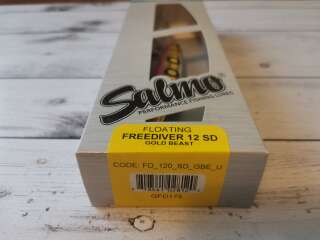 Salmo
PERFORMANCE FISHING LURES
FLOATING
FREEDIVER 12 SD
GOLD BEAST
CODE: FD_120_SD_GBE_U